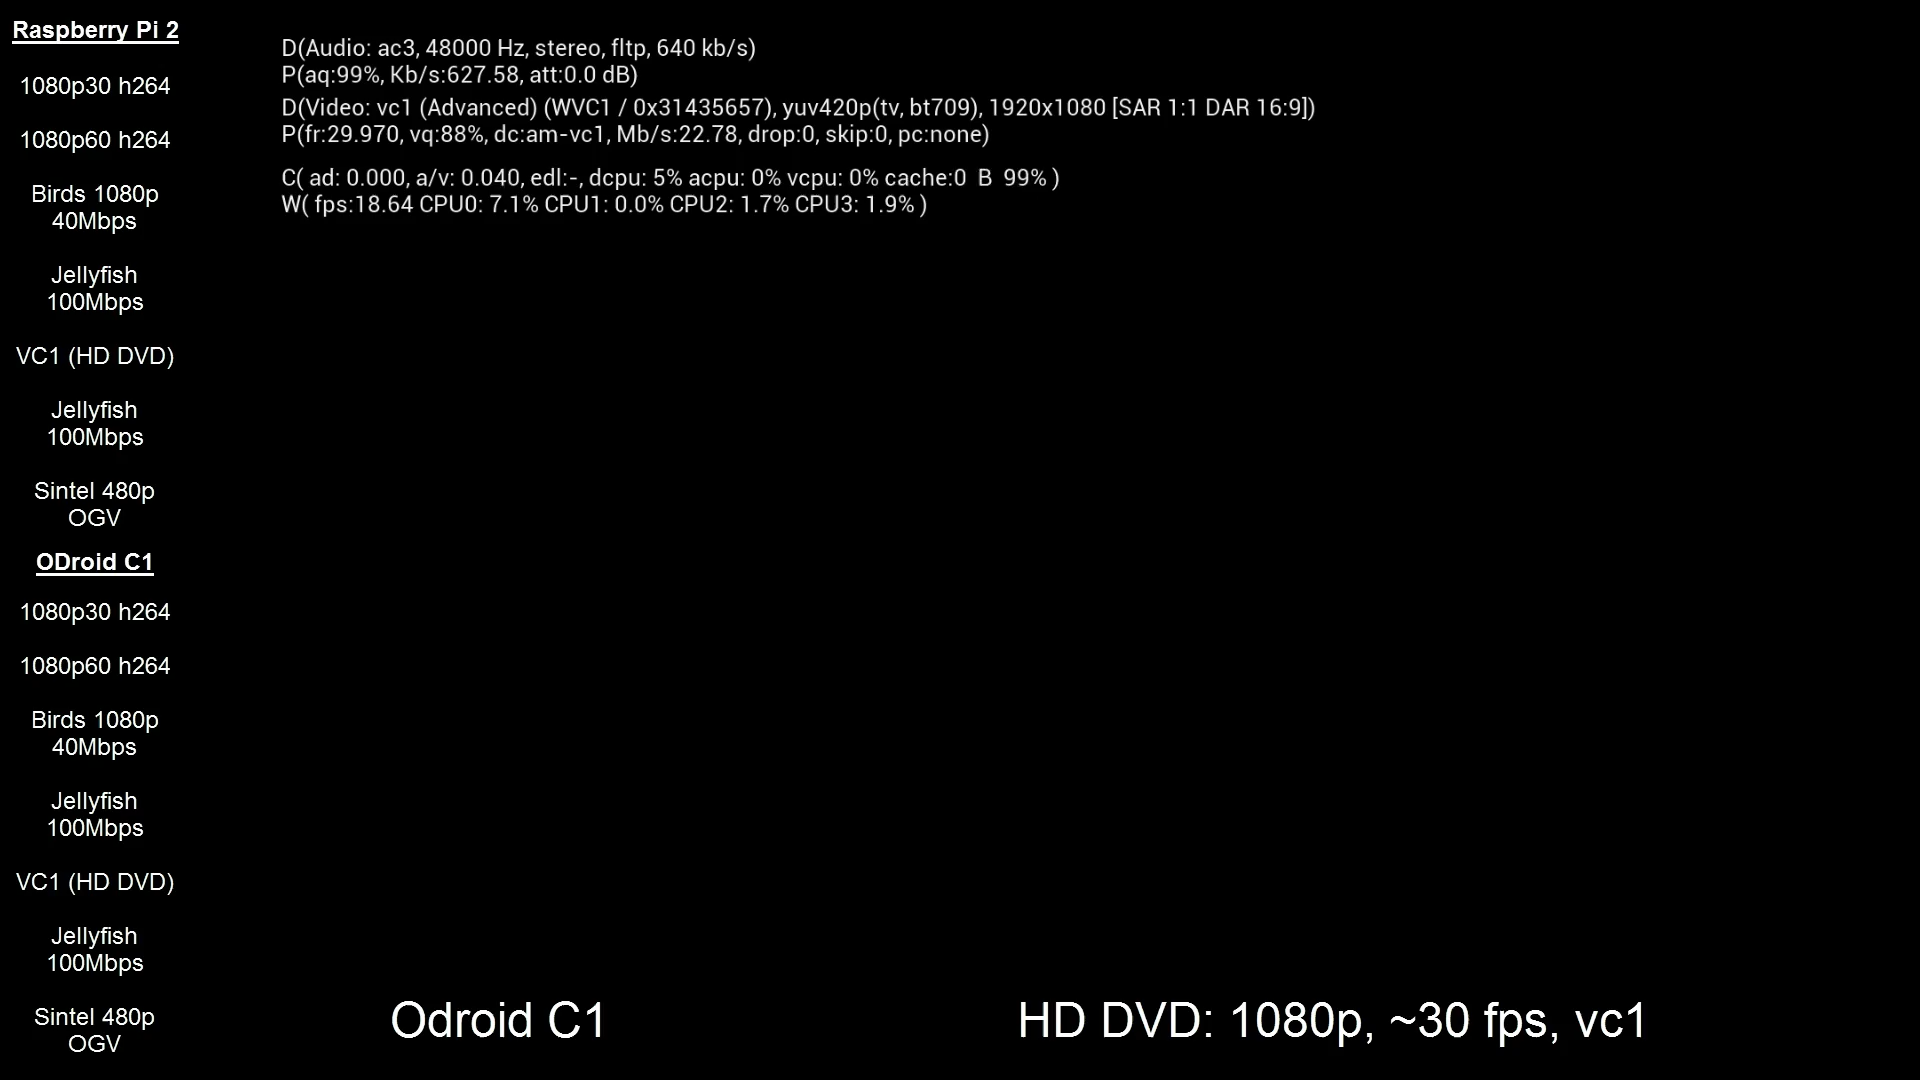 Raspberry Pi 2
1080p30 h264
1080p60 h264
Birds 1080p
40Mbps
Jellyfish
100Mbps
VC1 (HD DVD)
Jellyfish
100Mbps
Sintel 480p
OGV
ODroid C1
1080p30 h264
1080p60 h264
Birds 1080p
40Mbps
Jellyfish
100Mbps
VC1 (HD DVD)
Jellyfish
100Mbps
Sintel 480p
OGV
D(Audio: ac3, 48000 Hz, stereo, fltp, 640 kb/s)
P(aq:99%, Kb/s:627.58, att:0.0 dB)
D(Video: vc1 (Advanced) (WVC1 / 0x31435657), yuv420p(tv, bt709), 1920x1080 [SAR 1:1 DAR 16:9])
P(fr:29.970, vq:88%, dc:am-vc1, Mb/s:22.78, drop:0, skip:0, pc:none)
C( ad: 0.000, a/v: 0.040, edl:-, dcpu: 5% acpu: 0% vcpu: 0% cache:0 B 99% )
W( fps:18.64 CPU0: 7.1% CPU1: 0.0% CPU2: 1.7% CPU3: 1.9% )
Odroid C1
HD DVD: 1080p, ~30 fps, vc1